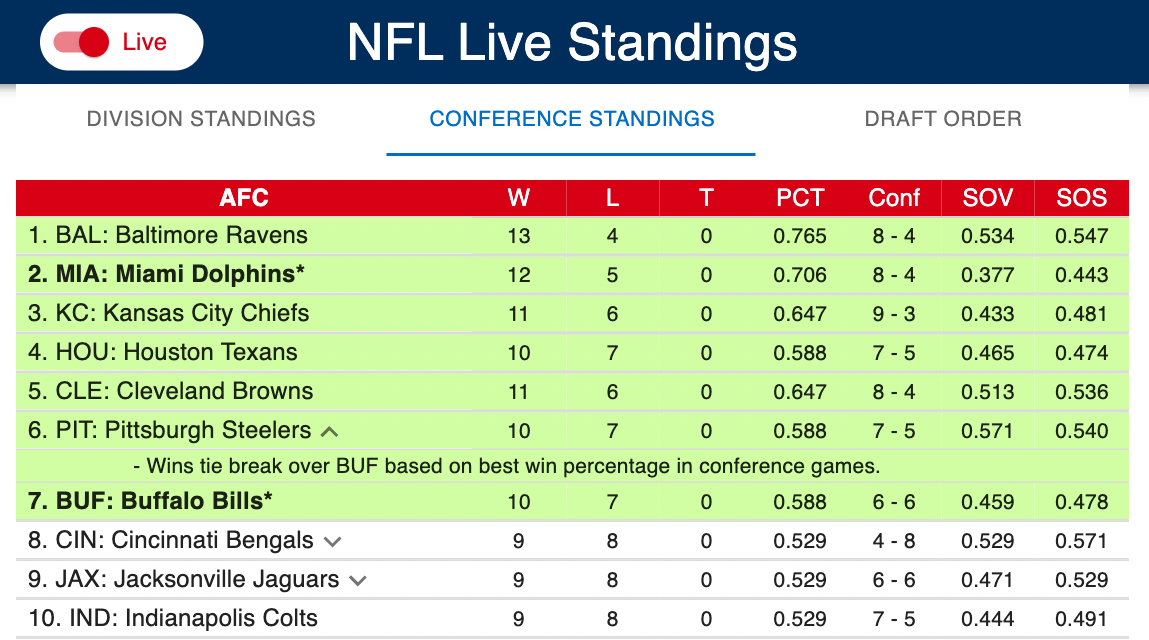 Live
NFL Live Standings
DIVISION STANDINGS CONFERENCE STANDINGS DRAFT ORDER
AFC W L T PCT Conf SOV SOS
1. BAL: Baltimore Ravens 13 4 0 0.765 8 - 4 0.534 0.547
2. MIA: Miami Dolphins* 12 5 0 0.706 8 - 4 0.377 0.443
3. KC: Kansas City Chiefs 11 6 0 0.647 9 - 3 0.433 0.481
4. HOU: Houston Texans 10 7 0 0.588 7 - 5 0.465 0.474
5. CLE: Cleveland Browns 11 6 0 0.647 8 - 4 0.513 0.536
6. PIT: Pittsburgh Steelers 10 7 0 0.588 7 - 5 0.571 0.540
- Wins tie break over BUF based on best win percentage in conference games.
7. BUF: Buffalo Bills* 10 7 0 0.588 6 - 6 0.459 0.478
8. CIN: Cincinnati Bengals 9 8 0 0.529 4 - 8 0.529 0.571
9. JAX: Jacksonville Jaguars 9 8 0 0.529 6 - 6 0.471 0.529
10. IND: Indianapolis Colts 9 8 0 0.529 7 - 5 0.444 0.491